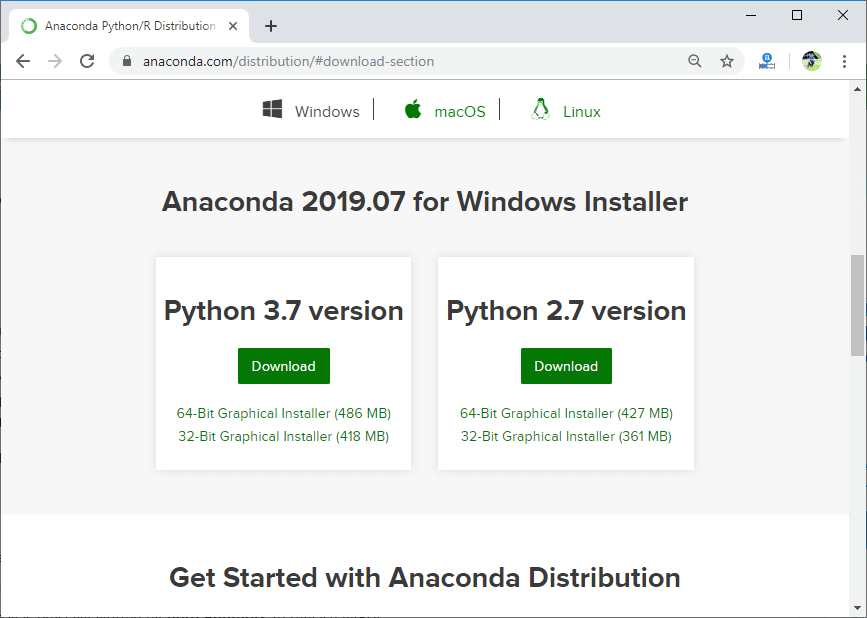 Anaconda Python/R Distribution
anaconda.com/distribution/#download-section
Windows macOS Linux
Anaconda 2019.07 for Windows Installer
Python 3.7 version
Download
64-Bit Graphical Installer (486 MB)
32-Bit Graphical Installer (418 MB)
Python 2.7 version
Download
64-Bit Graphical Installer (427 MB)
32-Bit Graphical Installer (361 MB)
Get Started with Anaconda Distribution